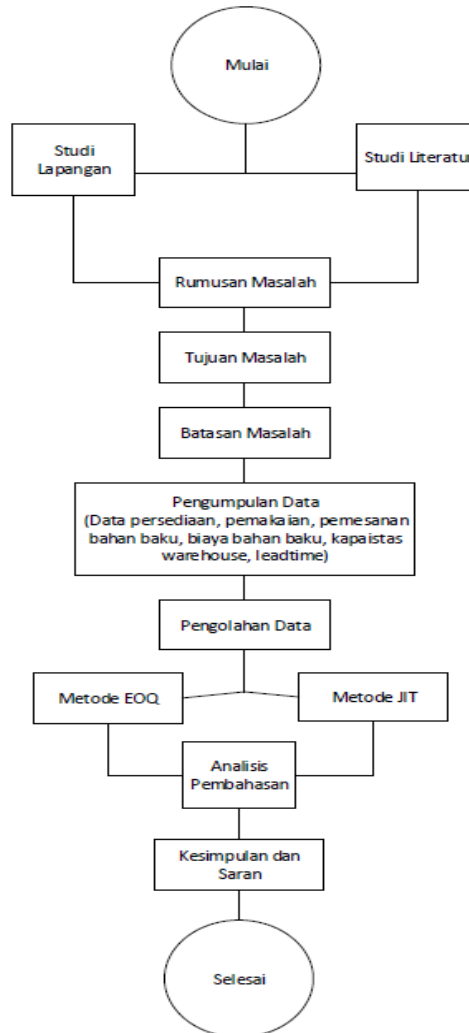 Mulai
Studi
Lapangan
Studi Literatu
Rumusan Masalah
Tujuan Masalah
Batasan Masalah
Pengumpulan Data
(Data persediaan, pemakaian, pemesanan
bahan baku, biaya bahan baku, kapaistas
warehouse, leadtime)
Pengolahan Data
Metode EOQ
Metode JIT
Analisis
Pembahasan
Kesimpulan dan
Saran
Selesai